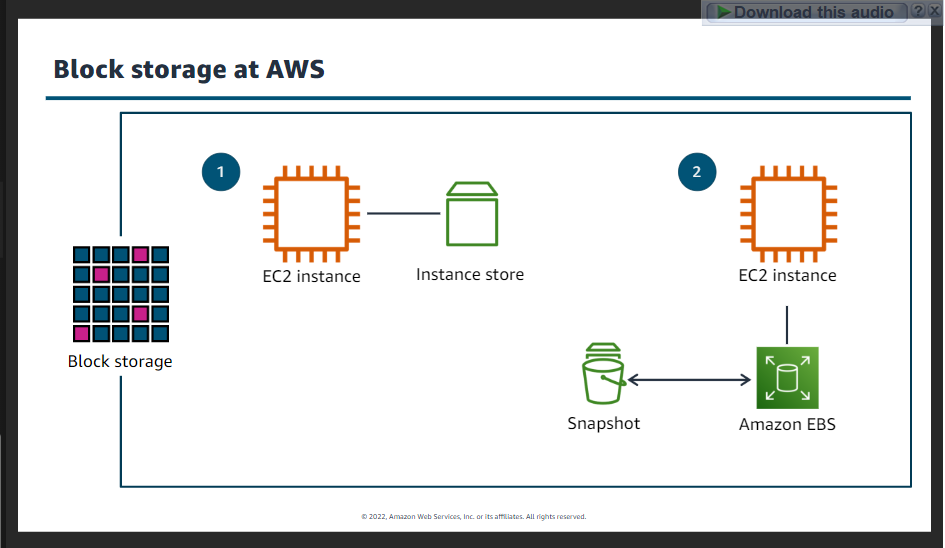 Download this audio
?
X
Block storage at AWS
1
EC2 instance
Instance store
2
EC2 instance
Block storage
Snapshot
Amazon EBS
© 2022, Amazon Web Services, Inc. or its affiliates. All rights reserved.